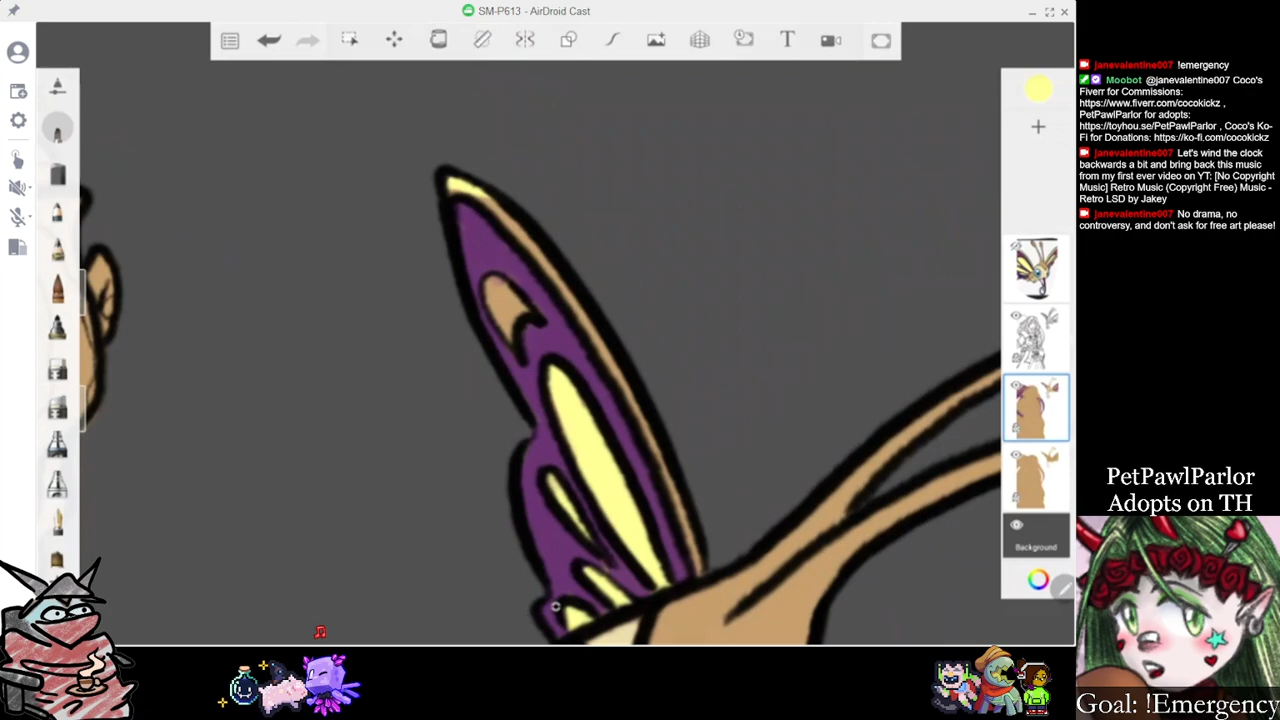 SM-P613 - AirDroid Cast
janevalentine007 !emergency
Moobot @janevalentine007 Coco's
Fiverr for Commissions:
https://www.fiverr.com/cocokickz ,
PetPawlParlor for adopts:
https://toyhou.se/PetPawlParlor , Coco's Ko-
Fi for Donations: https://ko-fi.com/cocokickz
janevalentine007 Let's wind the clock
backwards a bit and bring back this music
from my first ever video on YT: [No Copyright
Music] Retro Music (Copyright Free) Music -
Retro LSD by Jakey
janevalentine007 No drama, no
controversy, and don't ask for free art please!
T
Background
PetPawlParlor
Adopts on TH
Goal: !Emergency